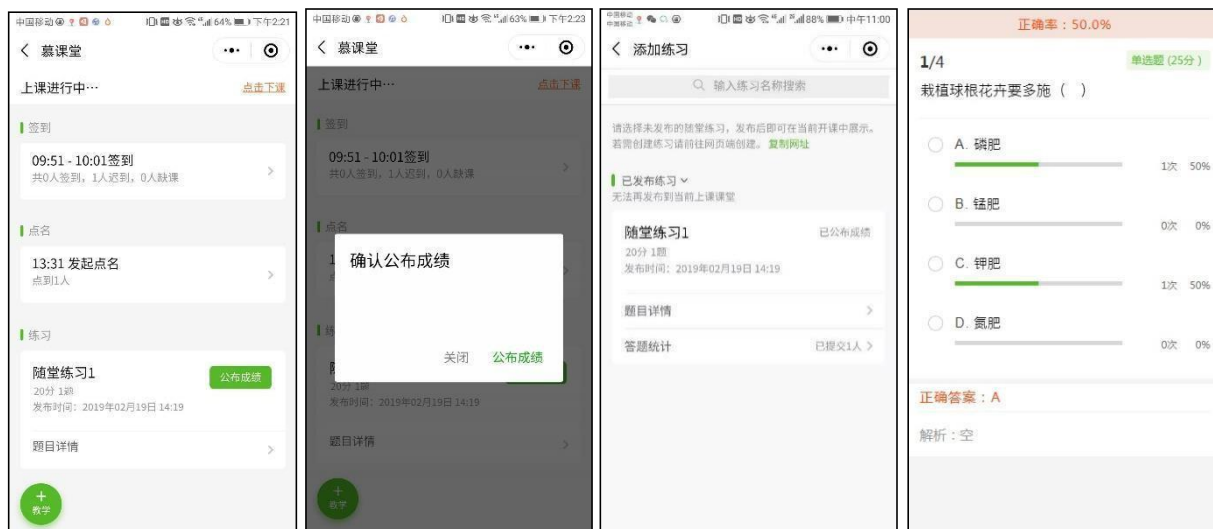 中国移动 64% 下午2:21
慕课堂
上课进行中… 点击下课
签到
09:51 - 10:01签到
共0人签到，1人迟到，0人缺课
点名
13:31 发起点名
点到1人
练习
随堂练习1 公布成绩
20分 1题
发布时间：2019年02月19日 14:19
题目详情
+
教学
中国移动 63% 下午2:23
慕课堂
上课进行中… 点击下课
签到
09:51 - 10:01签到
共0人签到，1人迟到，0人缺课
点名
1
确认公布成绩
关闭 公布成绩
20分 1题
发布时间：2019年02月19日 14:19
题目详情
+
教学
中国移动
中国移动 88% 中午11:00
添加练习
输入练习名称搜索
请选择未发布的随堂练习，发布后即可在当前开课中展示。
若需创建练习请前往网页端创建。 复制网址
已发布练习
无法再发布到当前上课课堂
随堂练习1 已公布成绩
20分 1题
发布时间：2019年02月19日 14:19
题目详情
答题统计 已提交1人
正确率：50.0%
1/4 单选题 (25分)
栽植球根花卉要多施（ ）
A. 磷肥
1次 50%
B. 锰肥
0次 0%
C. 钾肥
1次 50%
D. 氮肥
0次 0%
正确答案：A
解析：空